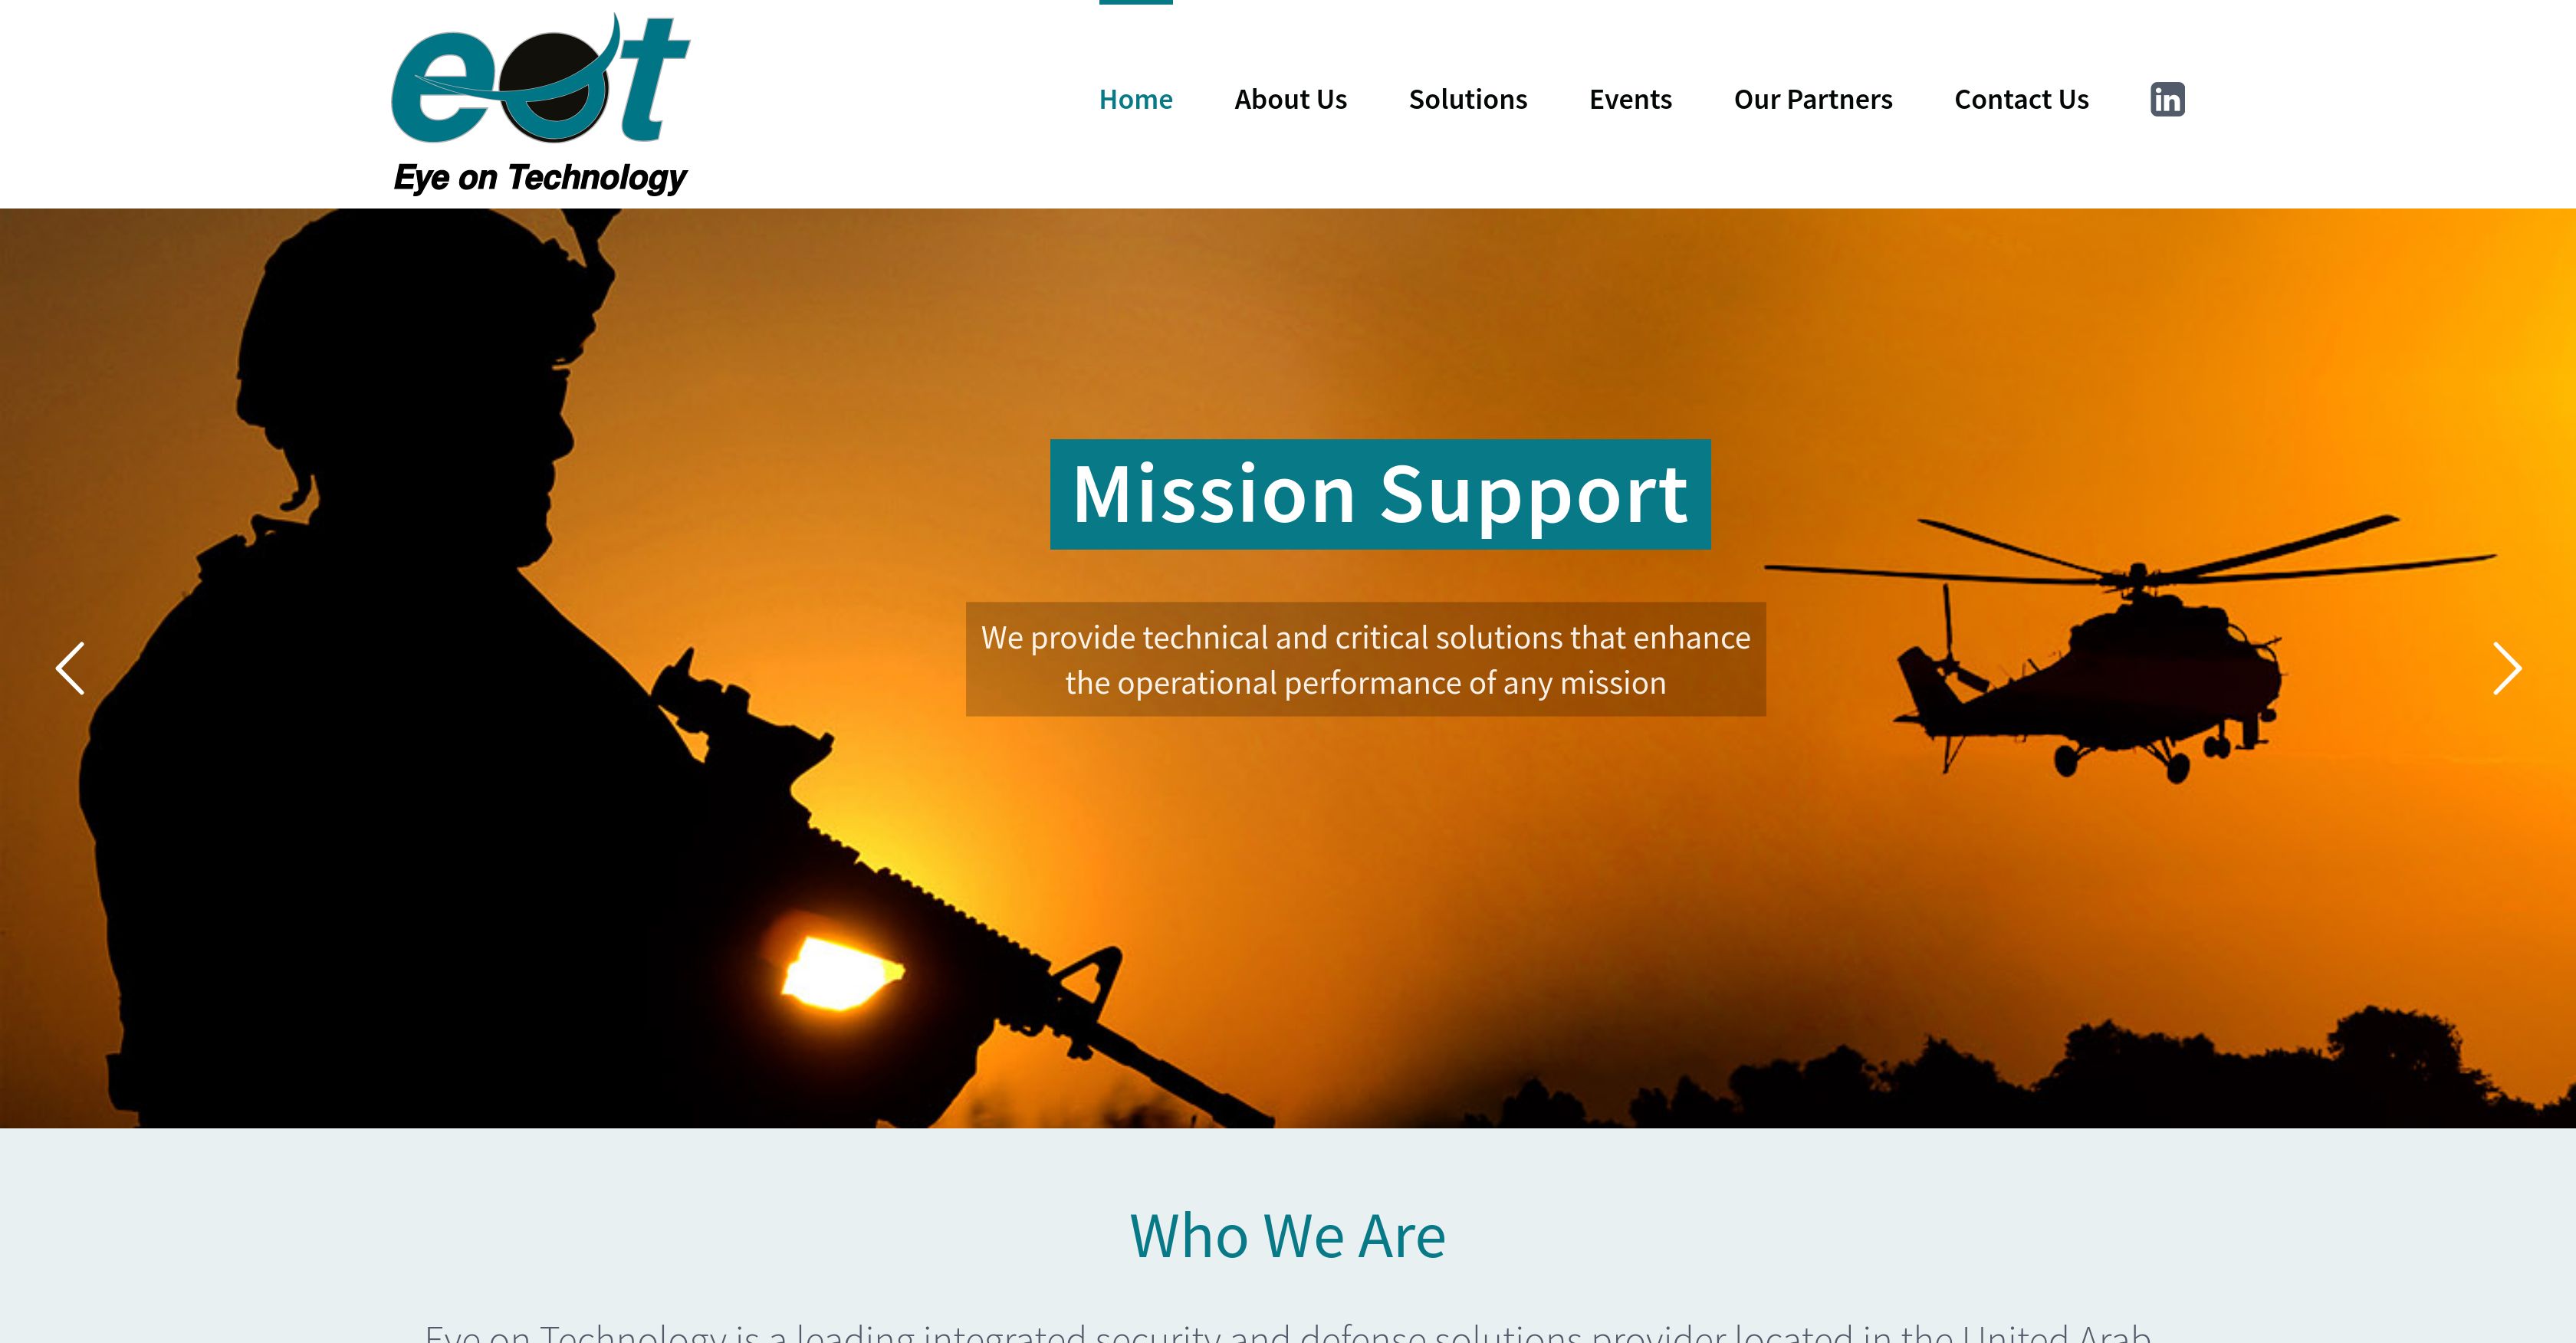 eot
Eye on Technology
Home
About Us
Solutions
Events
Our Partners
Contact Us
in
Mission Support
We provide technical and critical solutions that enhance
the operational performance of any mission
Who We Are
Eye on Technology is a leading integrated security and defense solutions provider located in the United Arab